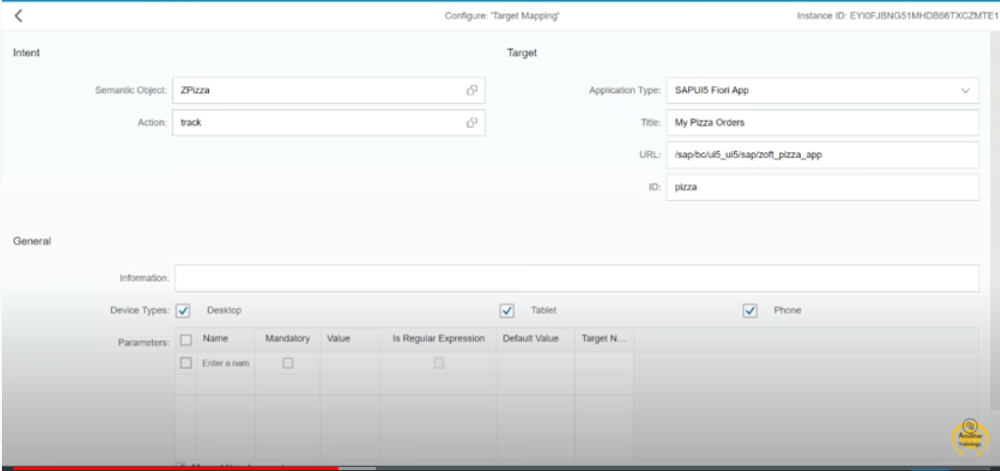 Configure: 'Target Mapping'
Instance ID: EYI0FJBNG51MHDB66TXCZMTE1
Intent
Target
Semantic Object: ZPizza
Application Type: SAPUI5 Fiori App
Action: track
Title: My Pizza Orders
URL: /sap/bc/ui5_ui5/sap/zoft_pizza_app
ID: pizza
General
Information:
Device Types: Desktop Tablet Phone
Parameters: Name Mandatory Value Is Regular Expression Default Value Target N...
Enter a nam
Anubhav
Trainings